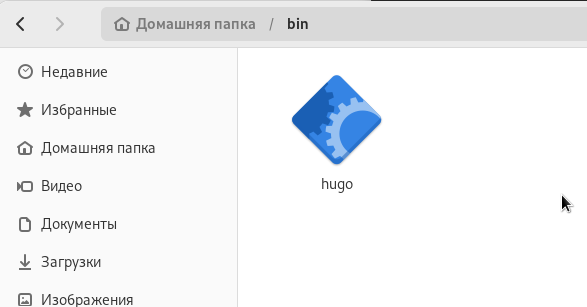 Домашняя папка / bin
Недавние
Избранные
Домашняя папка
Видео
Документы
Загрузки
Изображения
hugo